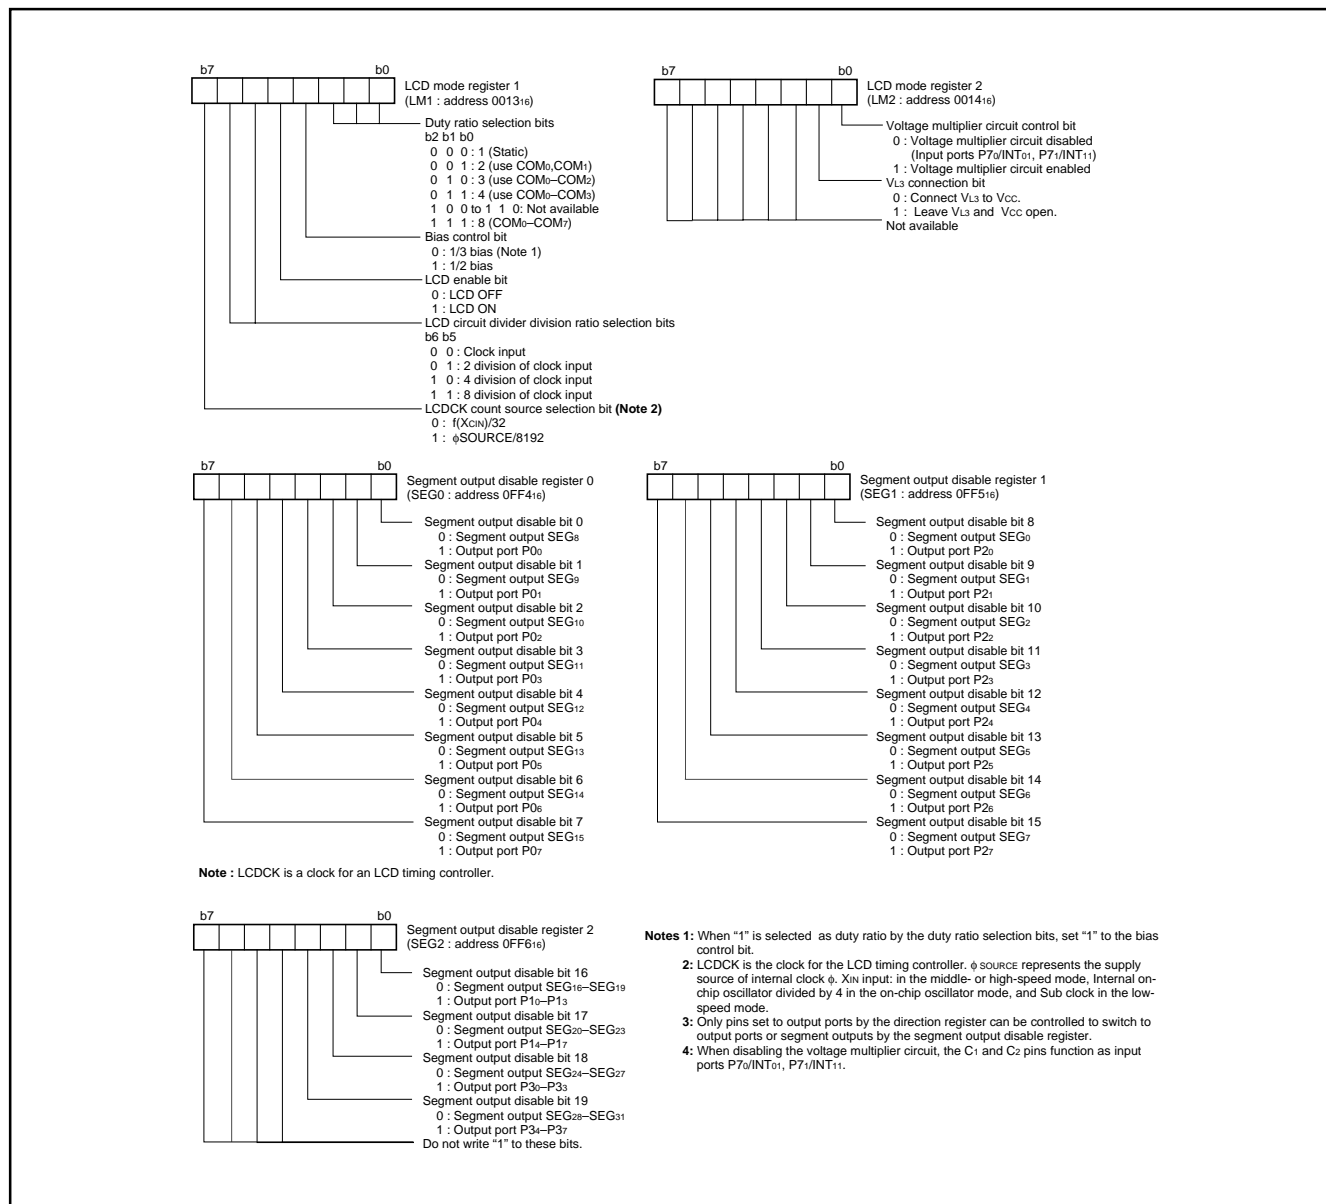 b7 b0
LCD mode register 1
(LM1 : address 0013₁₆)
Duty ratio selection bits
b2 b1 b0
0 0 0 : 1 (Static)
0 0 1 : 2 (use COM₀,COM₁)
0 1 0 : 3 (use COM₀–COM₂)
0 1 1 : 4 (use COM₀–COM₃)
1 0 0 to 1 1 0: Not available
1 1 1 : 8 (COM₀–COM₇)
Bias control bit
0 : 1/3 bias (Note 1)
1 : 1/2 bias
LCD enable bit
0 : LCD OFF
1 : LCD ON
LCD circuit divider division ratio selection bits
b6 b5
0 0 : Clock input
0 1 : 2 division of clock input
1 0 : 4 division of clock input
1 1 : 8 division of clock input
LCDCK count source selection bit (Note 2)
0 : f(XCIN)/32
1 : ϕSOURCE/8192
b7 b0
LCD mode register 2
(LM2 : address 0014₁₆)
Voltage multiplier circuit control bit
0 : Voltage multiplier circuit disabled
(Input ports P7₀/INT₀₁, P7₁/INT₁₁)
1 : Voltage multiplier circuit enabled
VL3 connection bit
0 : Connect VL3 to VCC.
1 : Leave VL3 and VCC open.
Not available
b7 b0
Segment output disable register 0
(SEG0 : address 0FF4₁₆)
Segment output disable bit 0
0 : Segment output SEG₈
1 : Output port P0₀
Segment output disable bit 1
0 : Segment output SEG₉
1 : Output port P0₁
Segment output disable bit 2
0 : Segment output SEG₁₀
1 : Output port P0₂
Segment output disable bit 3
0 : Segment output SEG₁₁
1 : Output port P0₃
Segment output disable bit 4
0 : Segment output SEG₁₂
1 : Output port P0₄
Segment output disable bit 5
0 : Segment output SEG₁₃
1 : Output port P0₅
Segment output disable bit 6
0 : Segment output SEG₁₄
1 : Output port P0₆
Segment output disable bit 7
0 : Segment output SEG₁₅
1 : Output port P0₇
Note : LCDCK is a clock for an LCD timing controller.
b7 b0
Segment output disable register 1
(SEG1 : address 0FF5₁₆)
Segment output disable bit 8
0 : Segment output SEG₀
1 : Output port P2₀
Segment output disable bit 9
0 : Segment output SEG₁
1 : Output port P2₁
Segment output disable bit 10
0 : Segment output SEG₂
1 : Output port P2₂
Segment output disable bit 11
0 : Segment output SEG₃
1 : Output port P2₃
Segment output disable bit 12
0 : Segment output SEG₄
1 : Output port P2₄
Segment output disable bit 13
0 : Segment output SEG₅
1 : Output port P2₅
Segment output disable bit 14
0 : Segment output SEG₆
1 : Output port P2₆
Segment output disable bit 15
0 : Segment output SEG₇
1 : Output port P2₇
b7 b0
Segment output disable register 2
(SEG2 : address 0FF6₁₆)
Segment output disable bit 16
0 : Segment output SEG₁₆–SEG₁₉
1 : Output port P1₀–P1₃
Segment output disable bit 17
0 : Segment output SEG₂₀–SEG₂₃
1 : Output port P1₄–P1₇
Segment output disable bit 18
0 : Segment output SEG₂₄–SEG₂₇
1 : Output port P3₀–P3₃
Segment output disable bit 19
0 : Segment output SEG₂₈–SEG₃₁
1 : Output port P3₄–P3₇
Do not write “1” to these bits.
Notes 1: When “1” is selected as duty ratio by the duty ratio selection bits, set “1” to the bias
control bit.
2: LCDCK is the clock for the LCD timing controller. ϕ SOURCE represents the supply
source of internal clock ϕ. XIN input: in the middle- or high-speed mode, Internal on-
chip oscillator divided by 4 in the on-chip oscillator mode, and Sub clock in the low-
speed mode.
3: Only pins set to output ports by the direction register can be controlled to switch to
output ports or segment outputs by the segment output disable register.
4: When disabling the voltage multiplier circuit, the C₁ and C₂ pins function as input
ports P7₀/INT₀₁, P7₁/INT₁₁.